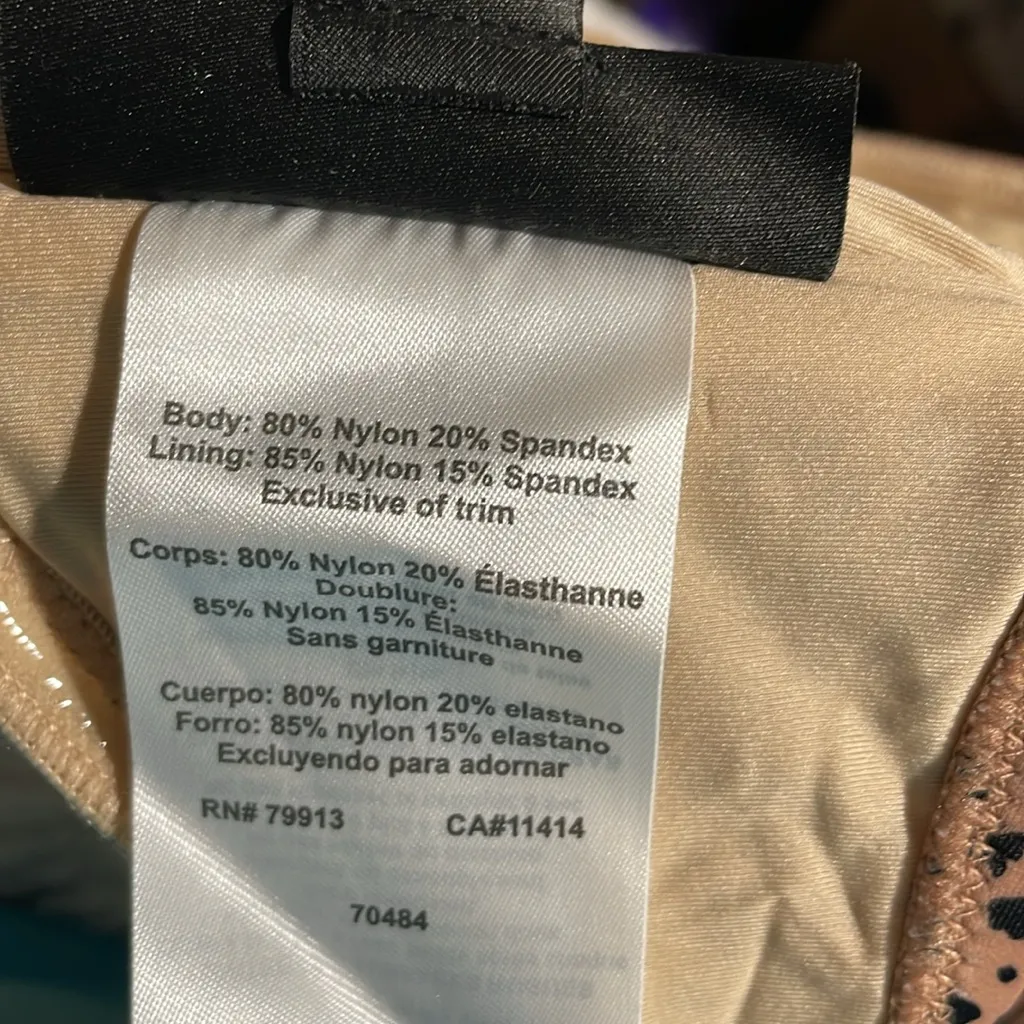 Body: 80% Nylon 20% Spandex
Lining: 85% Nylon 15% Spandex
Exclusive of trim
Corps: 80% Nylon 20% Élasthanne
Doublure:
85% Nylon 15% Élasthanne
Sans garniture
Cuerpo: 80% nylon 20% elastano
Forro: 85% nylon 15% elastano
Excluyendo para adornar
RN# 79913 CA#11414
70484